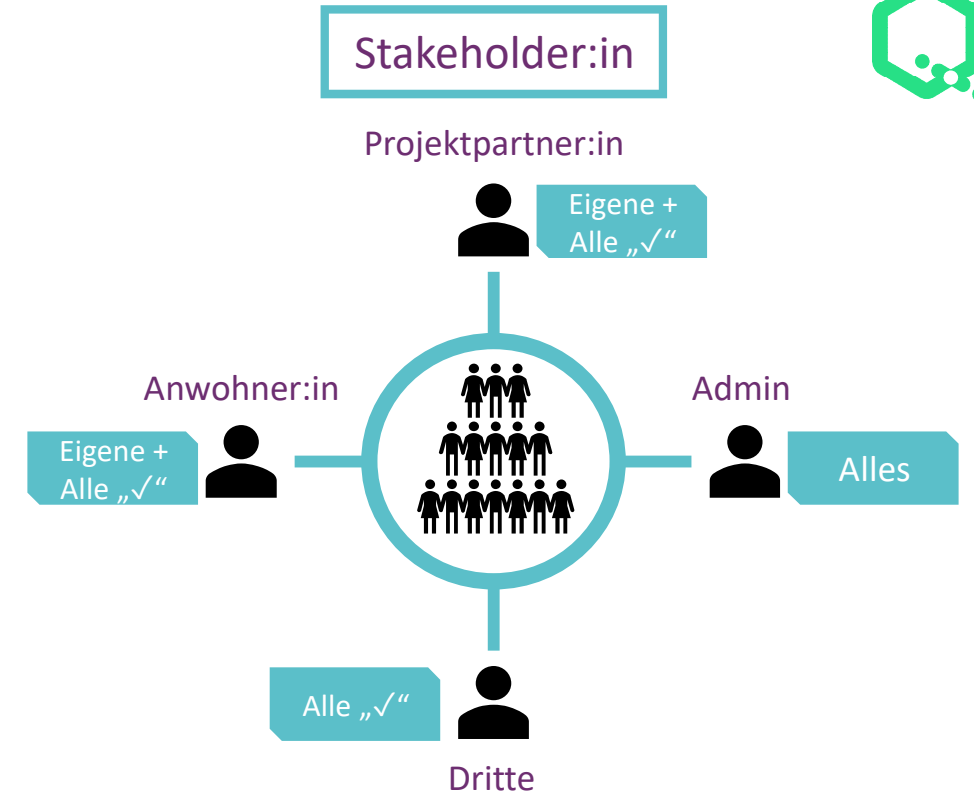 Stakeholder:in
Projektpartner:in
Eigene +
Alle „✓“
Anwohner:in
Eigene +
Alle „✓“
Admin
Alles
Alle „✓“
Dritte